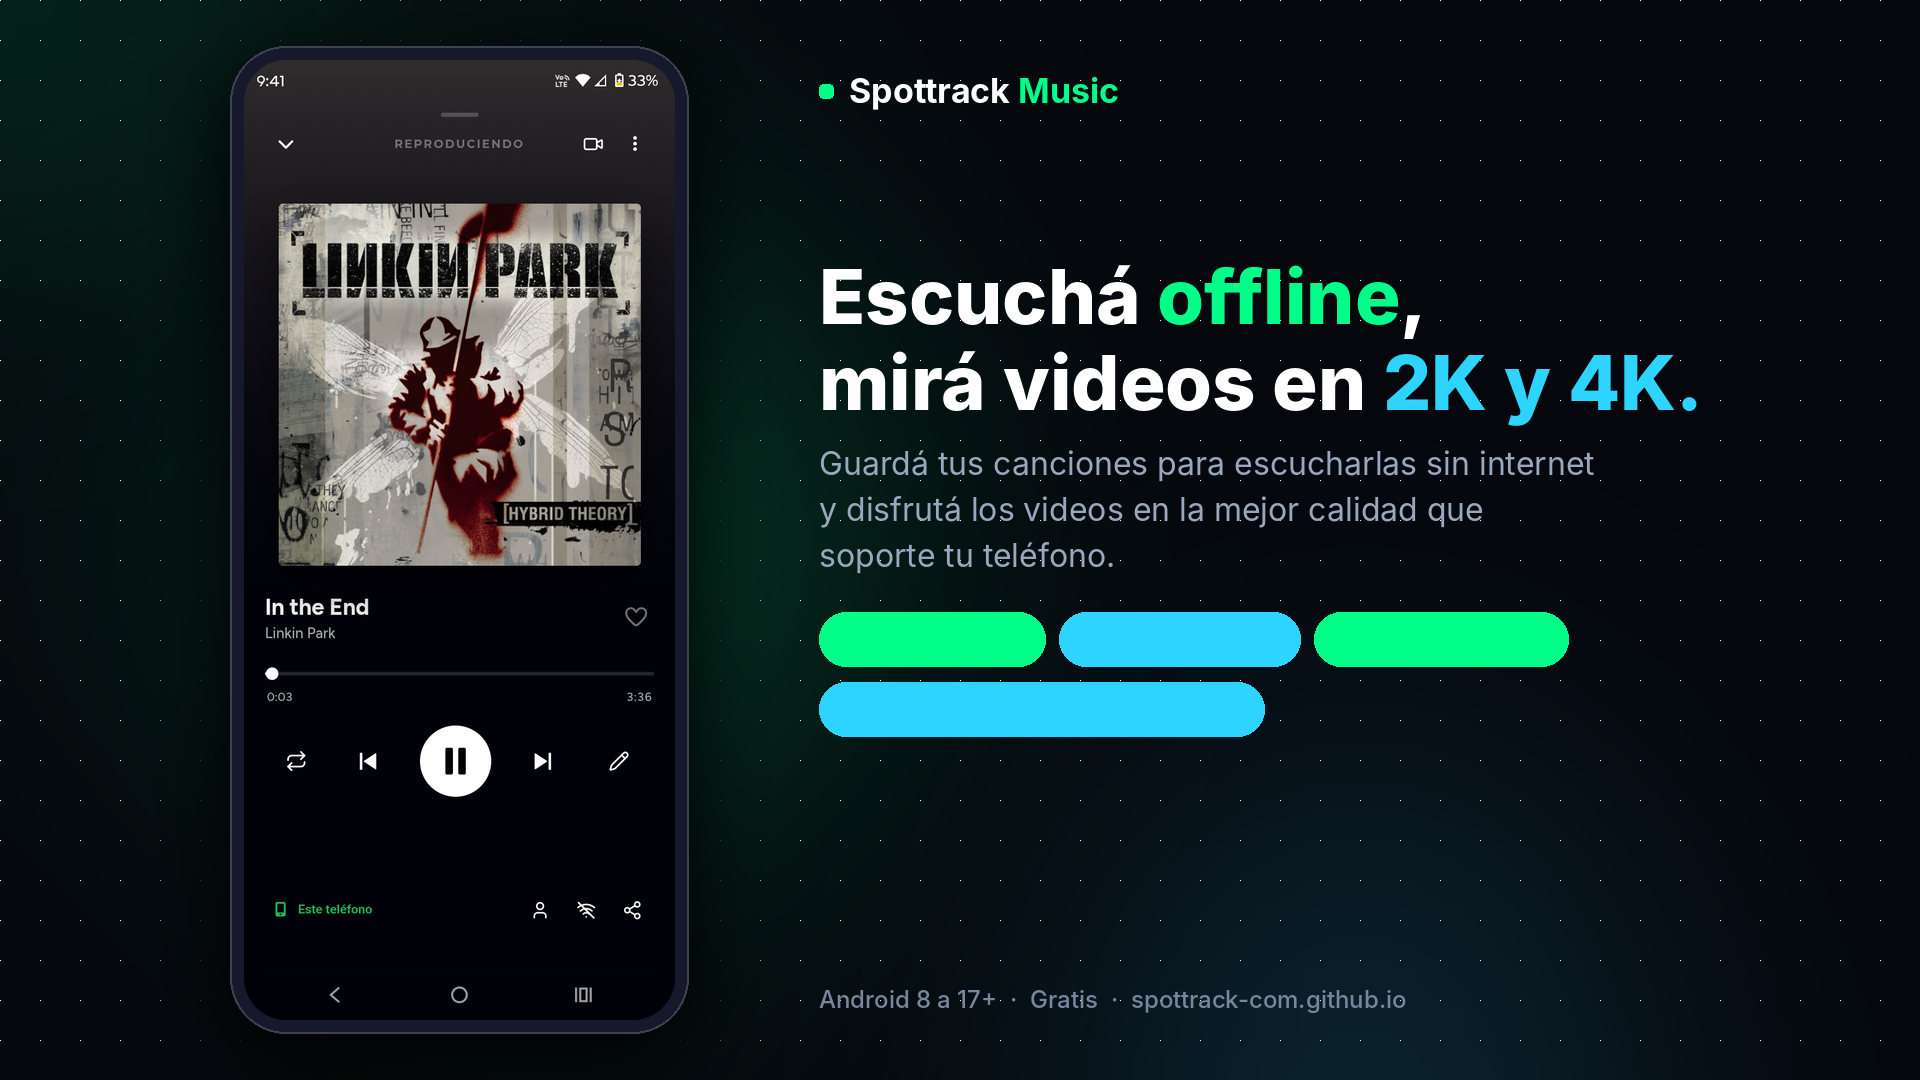 9:41
VoLTE 33%
REPRODUCIENDO
LINKIN PARK
[HYBRID THEORY]
In the End
Linkin Park
0:03 3:36
Este teléfono
Spottrack Music
Escuchá offline,
mirá videos en 2K y 4K.
Guardá tus canciones para escucharlas sin internet
y disfrutá los videos en la mejor calidad que
soporte tu teléfono.
Android 8 a 17+ · Gratis · spottrack-com.github.io